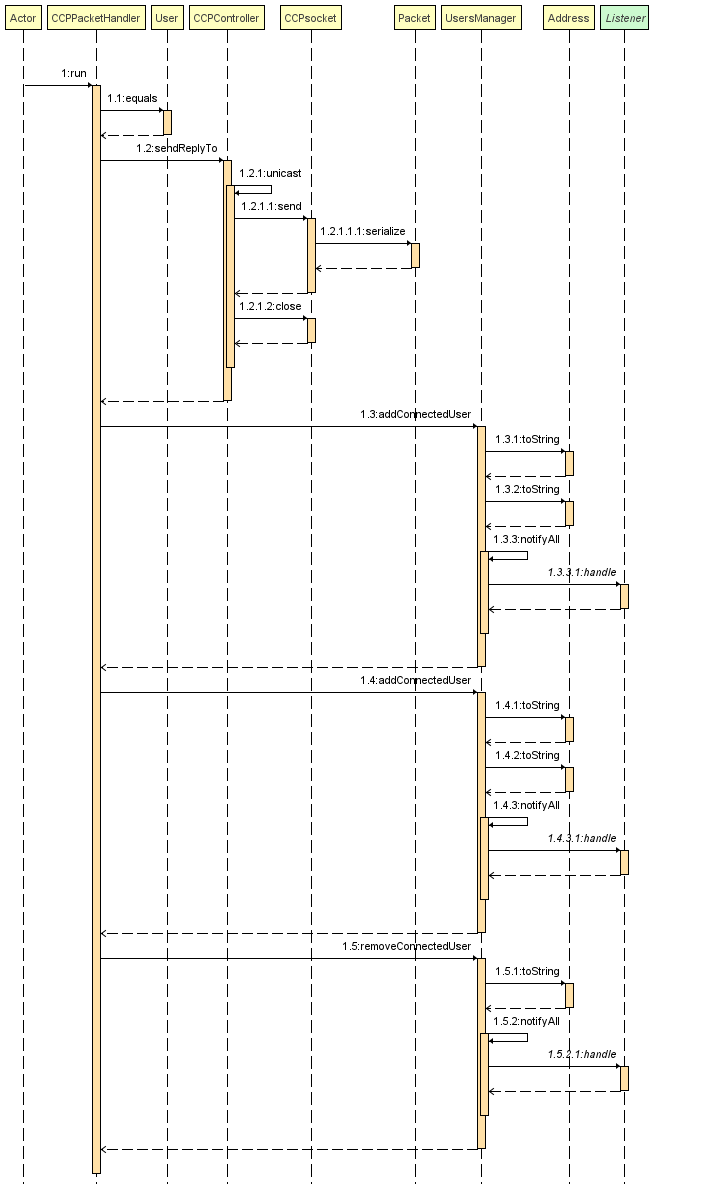 Actor CCPPacketHandler User CCPController CCPsocket Packet UsersManager Address Listener
1:run
1.1:equals
1.2:sendReplyTo
1.2.1:unicast
1.2.1.1:send
1.2.1.1.1:serialize
1.2.1.2:close
1.3:addConnectedUser
1.3.1:toString
1.3.2:toString
1.3.3:notifyAll
1.3.3.1:handle
1.4:addConnectedUser
1.4.1:toString
1.4.2:toString
1.4.3:notifyAll
1.4.3.1:handle
1.5:removeConnectedUser
1.5.1:toString
1.5.2:notifyAll
1.5.2.1:handle